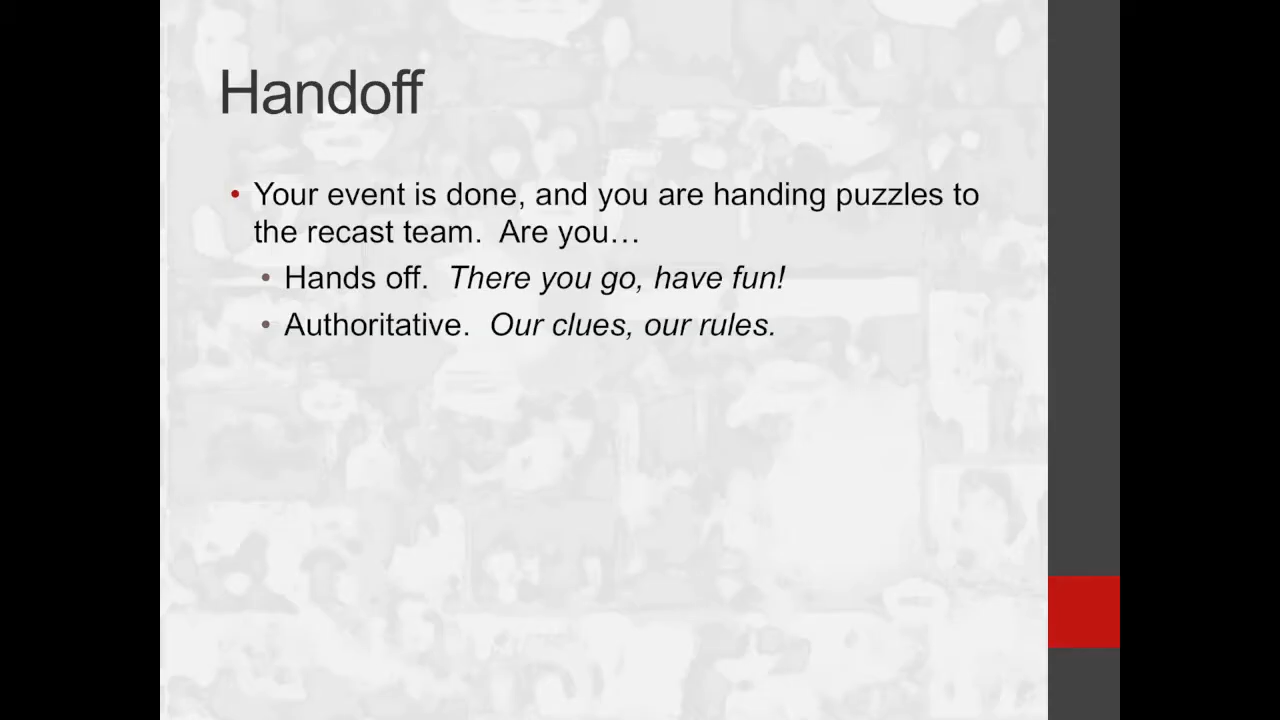 Handoff
• Your event is done, and you are handing puzzles to
the recast team.  Are you…
• Hands off.  There you go, have fun!
• Authoritative.  Our clues, our rules.